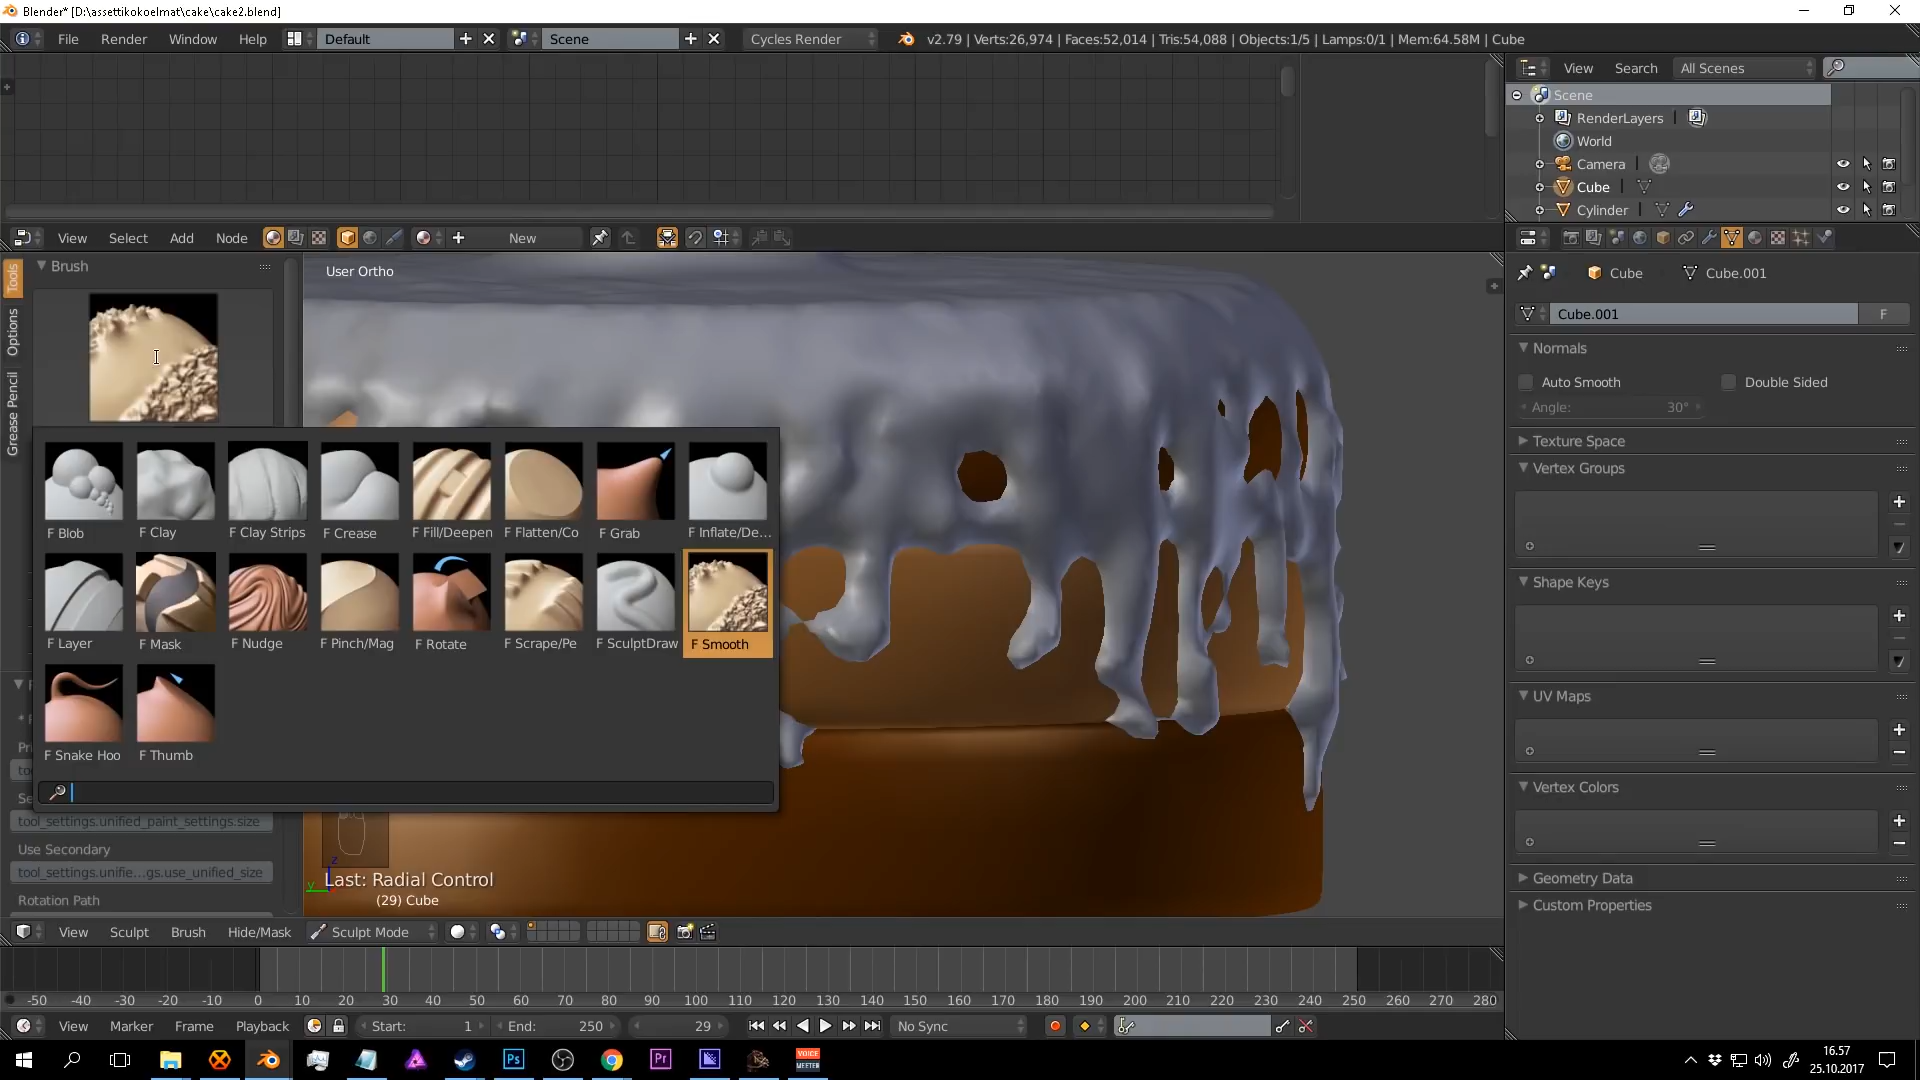 Blender* [D:\assettikokoelmat\cake\cake2.blend]
File Render Window Help Default Scene Cycles Render v2.79 | Verts:26,974 | Faces:52,014 | Tris:54,088 | Objects:1/5 | Lamps:0/1 | Mem:64.58M | Cube
View Search All Scenes
Scene
RenderLayers
World
Camera
Cube
Cylinder
View Select Add Node New
Tools
Options
Grease Pencil
Brush
User Ortho
Cube Cube.001
Cube.001 F
Normals
Auto Smooth Double Sided
Angle: 30°
Texture Space
Vertex Groups
Shape Keys
UV Maps
Vertex Colors
Geometry Data
Custom Properties
F Blob F Clay F Clay Strips F Crease F Fill/Deepen F Flatten/Co F Grab F Inflate/De...
F Layer F Mask F Nudge F Pinch/Mag F Rotate F Scrape/Pe F SculptDraw F Smooth
F Snake Hoo F Thumb
tool_settings.unified_paint_settings.size
Use Secondary
tool_settings.unifie...gs.use_unified_size
Rotation Path
z
y
Last: Radial Control
(29) Cube
View Sculpt Brush Hide/Mask Sculpt Mode
-50 -40 -30 -20 -10 0 10 20 30 40 50 60 70 80 90 100 110 120 130 140 150 160 170 180 190 200 210 220 230 240 250 260 270 280
View Marker Frame Playback Start: 1 End: 250 29 No Sync
Ps Pr VOICE MEETER
16.57
25.10.2017